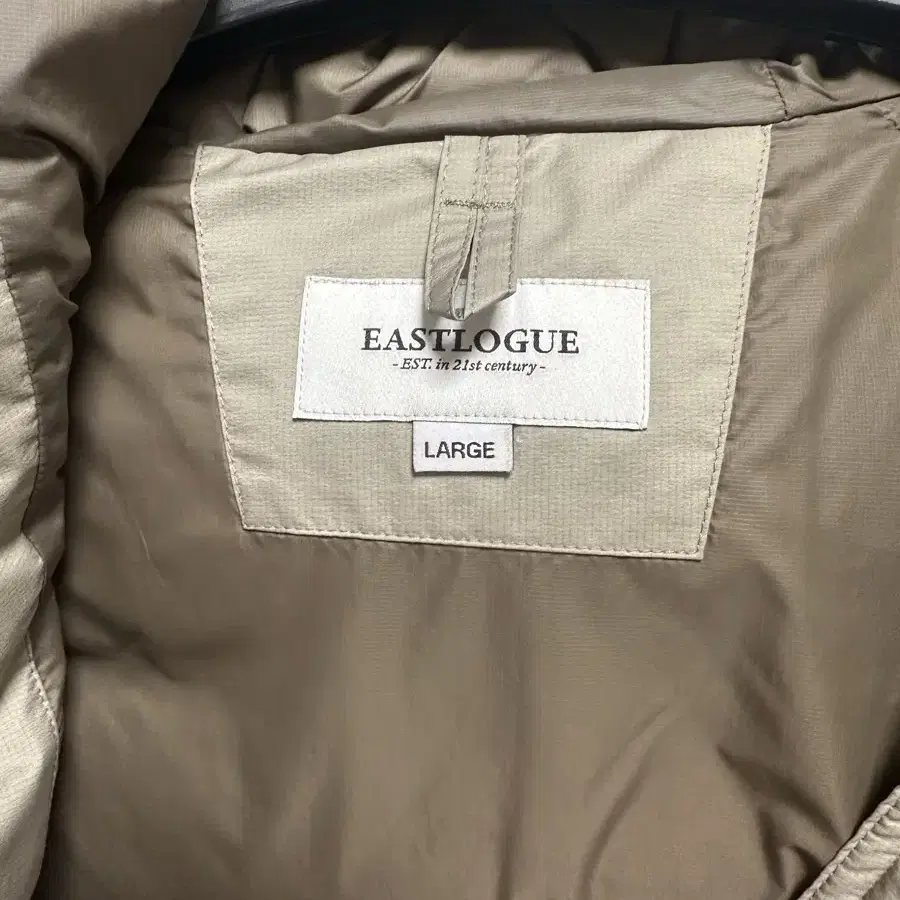 EASTLOGUE
- EST. in 21st century -
LARGE